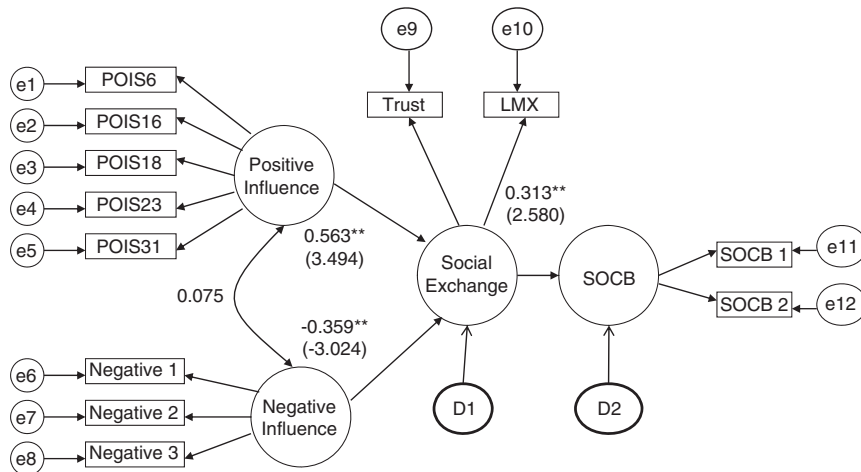 e9
e10
e1
POIS6
Trust
LMX
e2
POIS16
e3
POIS18
Positive
Influence
e4
POIS23
0.313**
(2.580)
e5
POIS31
0.563**
(3.494)
Social
Exchange
SOCB
SOCB 1
e11
SOCB 2
e12
0.075
-0.359**
(-3.024)
e6
Negative 1
e7
Negative 2
Negative
Influence
D1
D2
e8
Negative 3